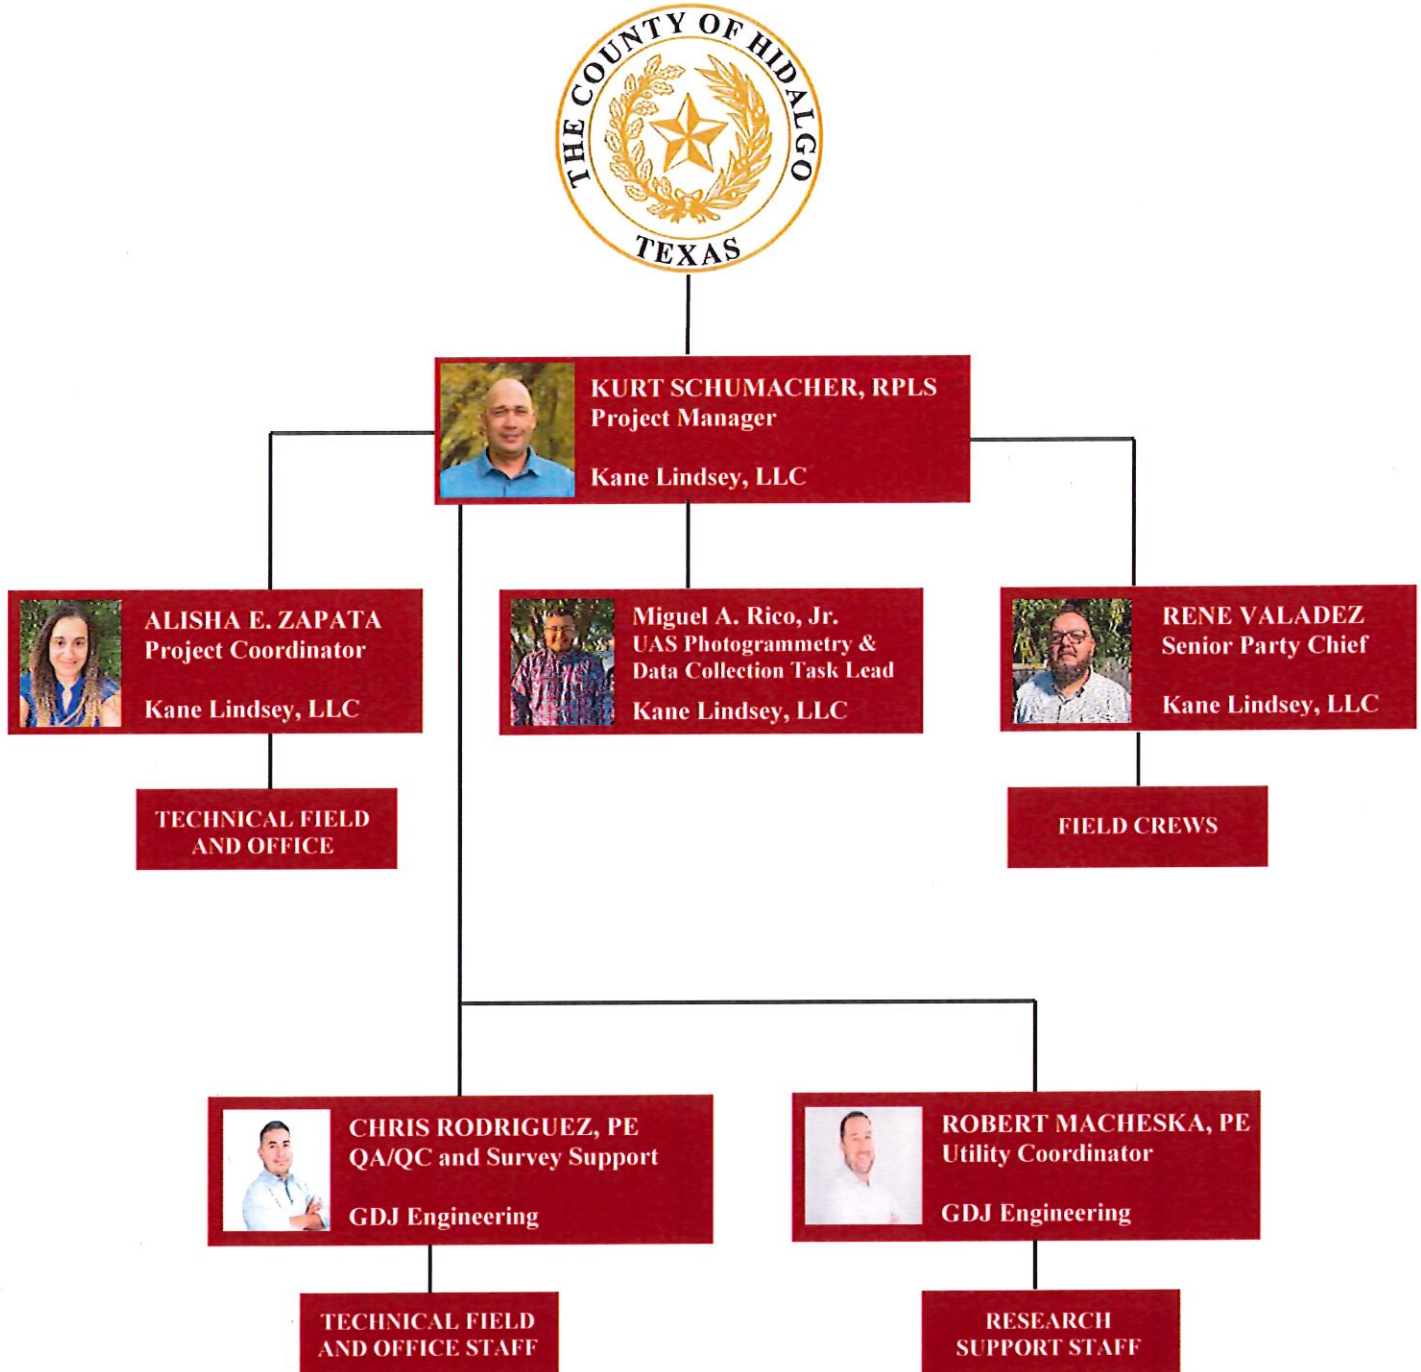 THE COUNTY OF HIDALGO
TEXAS
KURT SCHUMACHER, RPLS
Project Manager
Kane Lindsey, LLC
ALISHA E. ZAPATA
Project Coordinator
Kane Lindsey, LLC
Miguel A. Rico, Jr.
UAS Photogrammetry &
Data Collection Task Lead
Kane Lindsey, LLC
RENE VALADEZ
Senior Party Chief
Kane Lindsey, LLC
TECHNICAL FIELD
AND OFFICE
FIELD CREWS
CHRIS RODRIGUEZ, PE
QA/QC and Survey Support
GDJ Engineering
ROBERT MACHESKA, PE
Utility Coordinator
GDJ Engineering
TECHNICAL FIELD
AND OFFICE STAFF
RESEARCH
SUPPORT STAFF